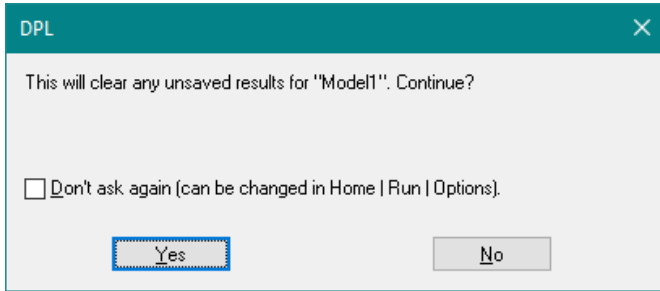 DPL
This will clear any unsaved results for "Model1". Continue?
Don't ask again (can be changed in Home | Run | Options).
Yes
No